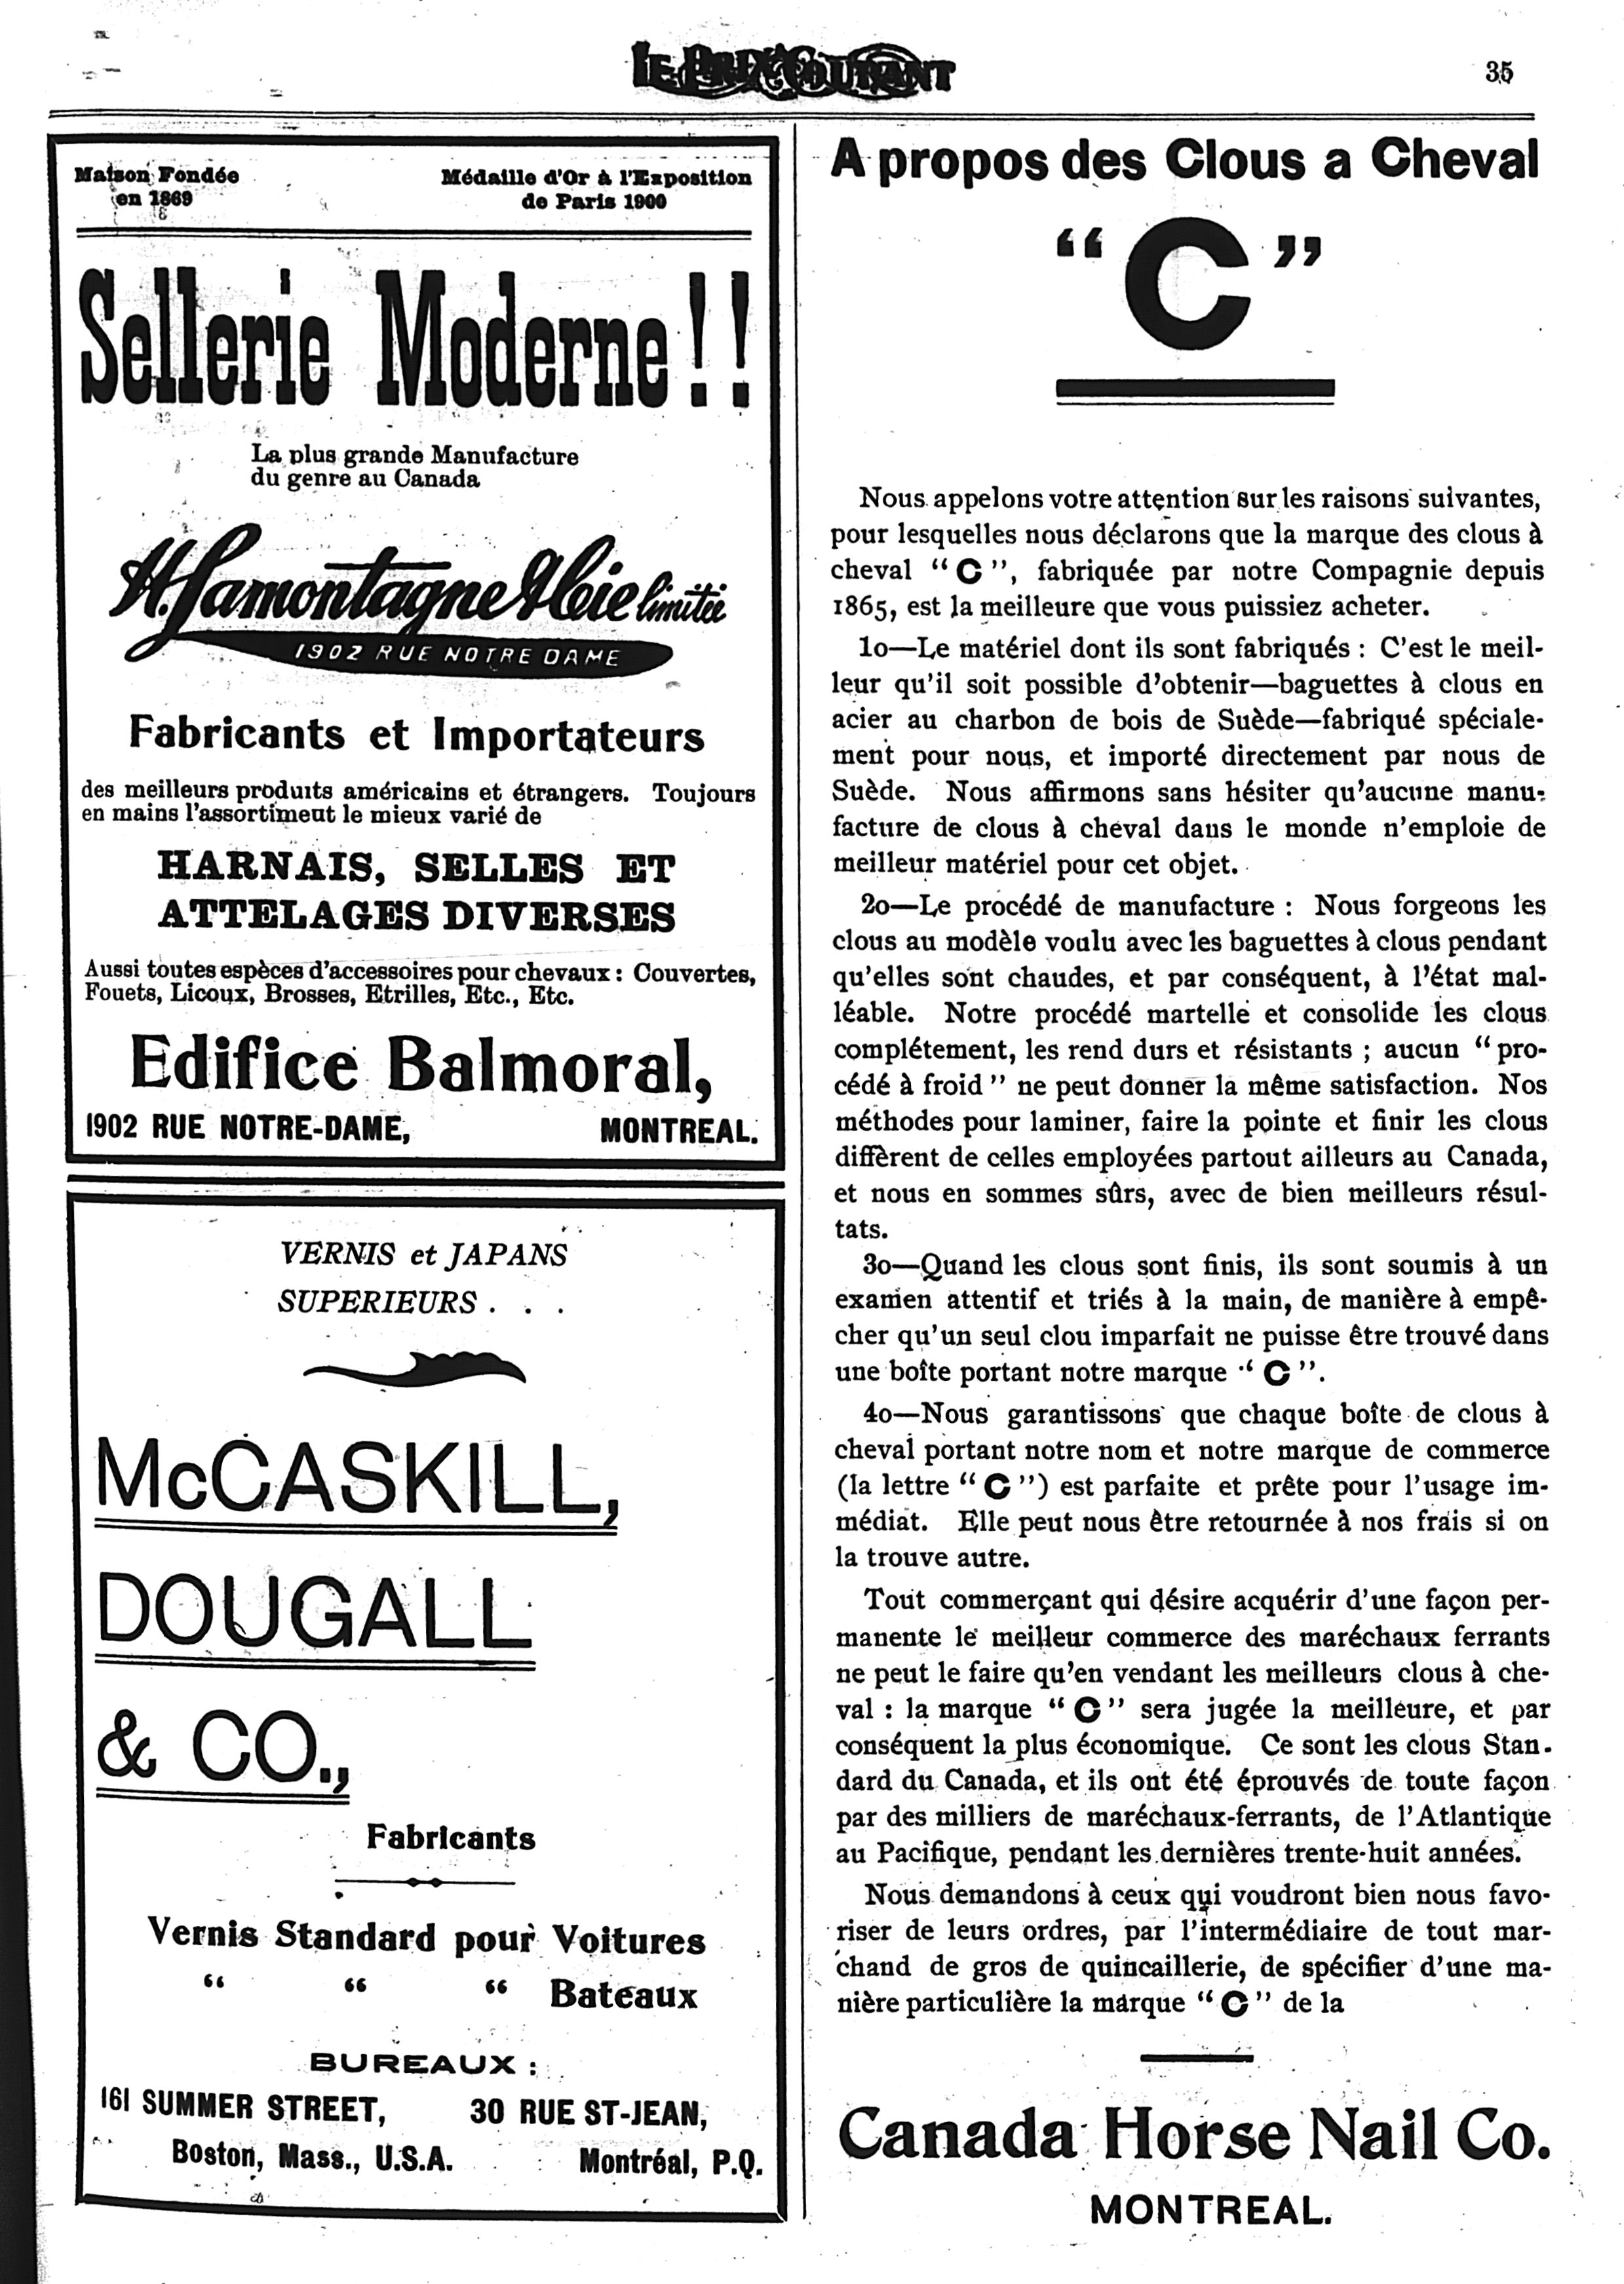 LE PRIX COURANT
35
Maison Fondée
en 1869
Médaille d'Or à l'Exposition
de Paris 1900
Sellerie Moderne!!
La plus grande Manufacture
du genre au Canada
H. Lamontagne & Cie limitée
1902 RUE NOTRE DAME
Fabricants et Importateurs
des meilleurs produits américains et étrangers. Toujours
en mains l'assortiment le mieux varié de
HARNAIS, SELLES ET
ATTELAGES DIVERSES
Aussi toutes espèces d'accessoires pour chevaux : Couvertes,
Fouets, Licoux, Brosses, Etrilles, Etc., Etc.
Edifice Balmoral,
1902 RUE NOTRE-DAME, MONTREAL.
VERNIS et JAPANS
SUPERIEURS . . .
McCASKILL,
DOUGALL
& CO.,
Fabricants
Vernis Standard pour Voitures
“ “ “ Bateaux
BUREAUX :
161 SUMMER STREET,
Boston, Mass., U.S.A.
30 RUE ST-JEAN,
Montréal, P.Q.
A propos des Clous a Cheval
“C”
Nous appelons votre attention sur les raisons suivantes,
pour lesquelles nous déclarons que la marque des clous à
cheval “ C ”, fabriquée par notre Compagnie depuis
1865, est la meilleure que vous puissiez acheter.
1o—Le matériel dont ils sont fabriqués : C'est le meil-
leur qu'il soit possible d'obtenir—baguettes à clous en
acier au charbon de bois de Suède—fabriqué spéciale-
ment pour nous, et importé directement par nous de
Suède. Nous affirmons sans hésiter qu'aucune manu-
facture de clous à cheval dans le monde n'emploie de
meilleur matériel pour cet objet.
2o—Le procédé de manufacture : Nous forgeons les
clous au modèle voulu avec les baguettes à clous pendant
qu'elles sont chaudes, et par conséquent, à l'état mal-
léable. Notre procédé martelle et consolide les clous
complétement, les rend durs et résistants ; aucun “ pro-
cédé à froid ” ne peut donner la même satisfaction. Nos
méthodes pour laminer, faire la pointe et finir les clous
diffèrent de celles employées partout ailleurs au Canada,
et nous en sommes sûrs, avec de bien meilleurs résul-
tats.
3o—Quand les clous sont finis, ils sont soumis à un
examen attentif et triés à la main, de manière à empê-
cher qu'un seul clou imparfait ne puisse être trouvé dans
une boîte portant notre marque “ C ”.
4o—Nous garantissons que chaque boîte de clous à
cheval portant notre nom et notre marque de commerce
(la lettre “ C ”) est parfaite et prête pour l'usage im-
médiat. Elle peut nous être retournée à nos frais si on
la trouve autre.
Tout commerçant qui désire acquérir d'une façon per-
manente le meilleur commerce des maréchaux ferrants
ne peut le faire qu'en vendant les meilleurs clous à che-
val : la marque “ C ” sera jugée la meilleure, et par
conséquent la plus économique. Ce sont les clous Stan-
dard du Canada, et ils ont été éprouvés de toute façon
par des milliers de maréchaux-ferrants, de l'Atlantique
au Pacifique, pendant les dernières trente-huit années.
Nous demandons à ceux qui voudront bien nous favo-
riser de leurs ordres, par l'intermédiaire de tout mar-
chand de gros de quincaillerie, de spécifier d'une ma-
nière particulière la marque “ C ” de la
Canada Horse Nail Co.
MONTREAL.